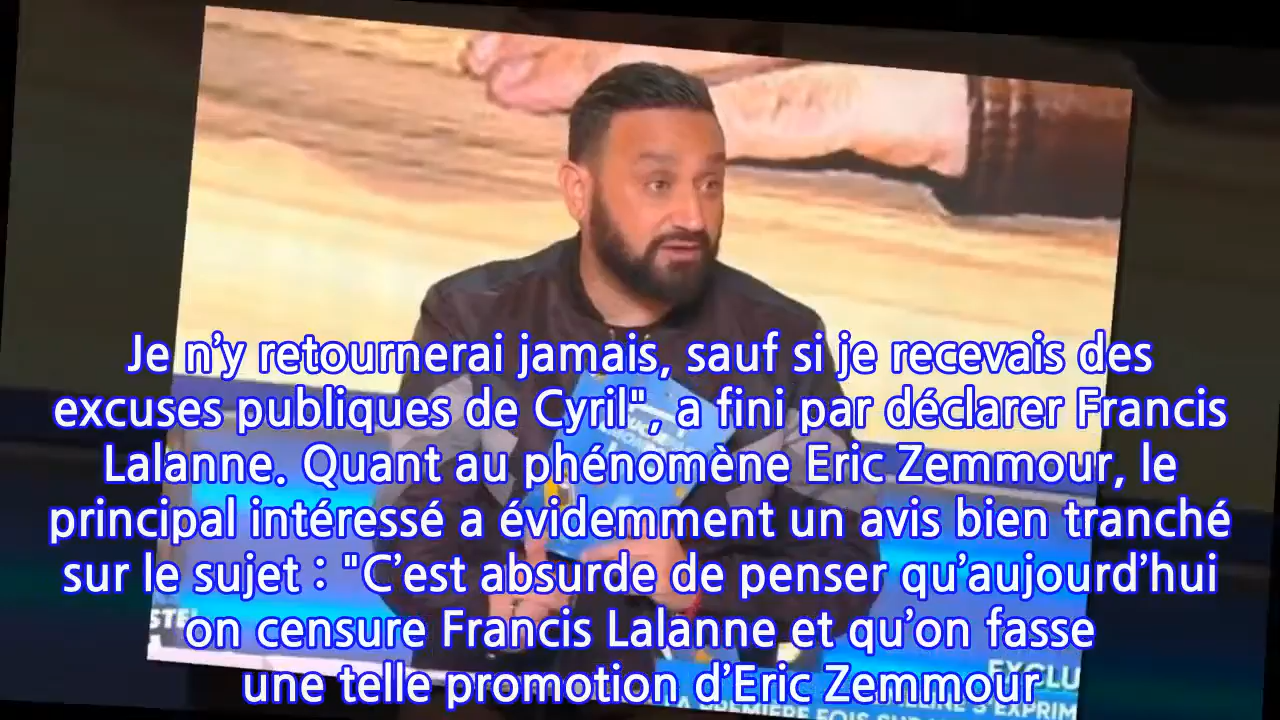 Je n’y retournerai jamais, sauf si je recevais des
excuses publiques de Cyril", a fini par déclarer Francis
Lalanne. Quant au phénomène Eric Zemmour, le
principal intéressé a évidemment un avis bien tranché
sur le sujet : "C’est absurde de penser qu’aujourd’hui
on censure Francis Lalanne et qu’on fasse
une telle promotion d’Eric Zemmour
EXCLU
S'EXPRIM